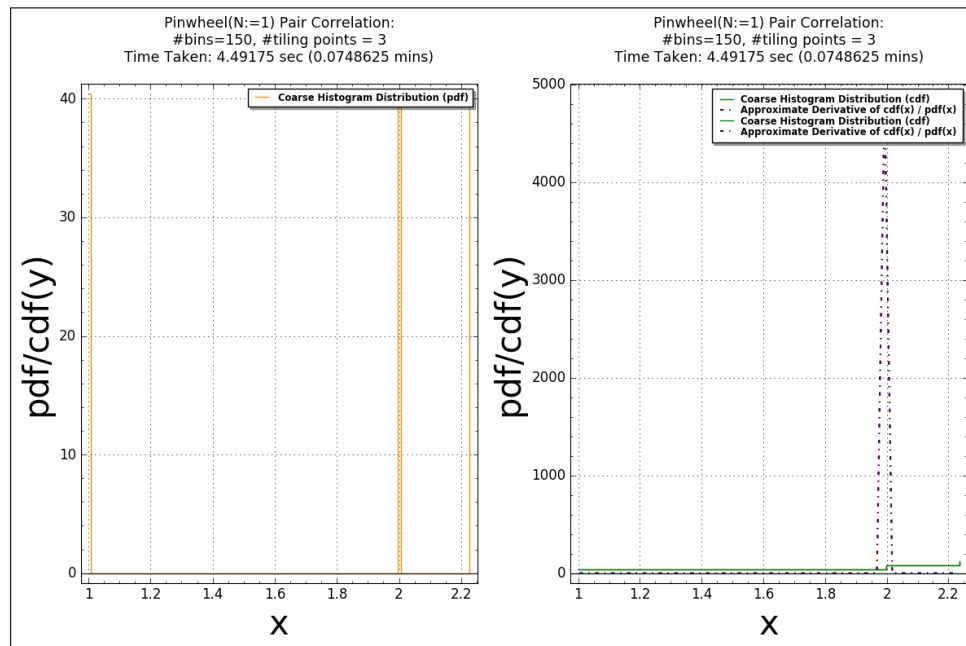 Pinwheel(N:=1) Pair Correlation:
#bins=150, #tiling points = 3
Time Taken: 4.49175 sec (0.0748625 mins)
Coarse Histogram Distribution (pdf)
40
30
20
10
0
pdf/cdf(y)
1 1.2 1.4 1.6 1.8 2 2.2
x
Pinwheel(N:=1) Pair Correlation:
#bins=150, #tiling points = 3
Time Taken: 4.49175 sec (0.0748625 mins)
Coarse Histogram Distribution (cdf)
Approximate Derivative of cdf(x) / pdf(x)
Coarse Histogram Distribution (cdf)
Approximate Derivative of cdf(x) / pdf(x)
5000
4000
3000
2000
1000
0
pdf/cdf(y)
1 1.2 1.4 1.6 1.8 2 2.2
x